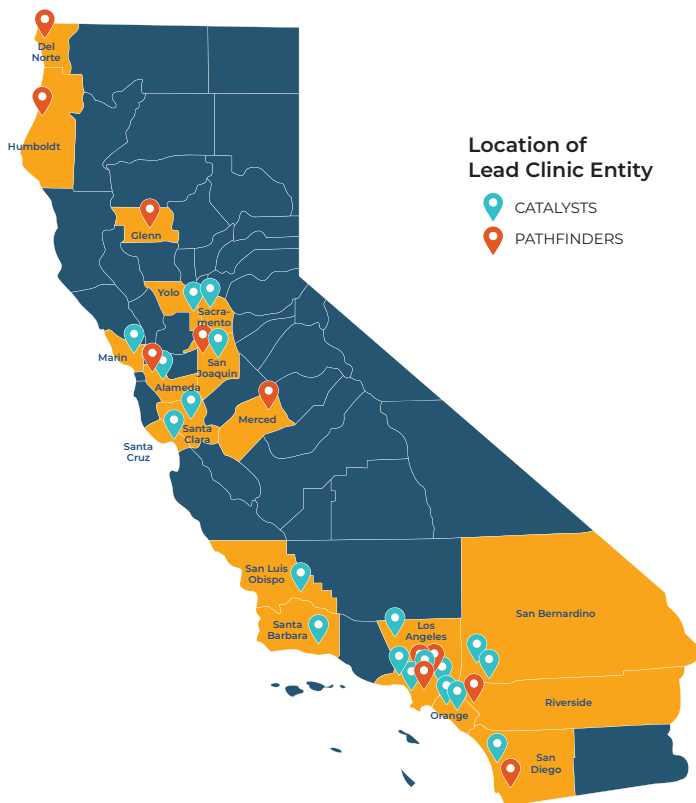 Del
Norte
Humboldt
Location of
Lead Clinic Entity
CATALYSTS
PATHFINDERS
Glenn
Yolo
Sacra-
mento
Marin
San
Joaquin
Alameda
Merced
Santa
Clara
Santa
Cruz
San Luis
Obispo
Santa
Barbara
Los
Angeles
San Bernardino
Riverside
Orange
San
Diego